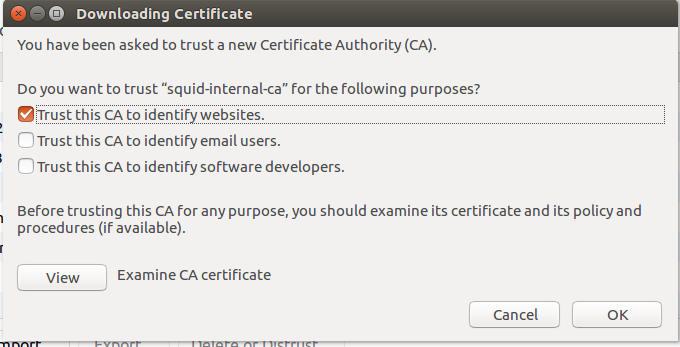 Downloading Certificate
You have been asked to trust a new Certificate Authority (CA).
Do you want to trust “squid-internal-ca” for the following purposes?
Trust this CA to identify websites.
Trust this CA to identify email users.
Trust this CA to identify software developers.
Before trusting this CA for any purpose, you should examine its certificate and its policy and
procedures (if available).
View Examine CA certificate
Cancel OK
Export Delete or Distrust